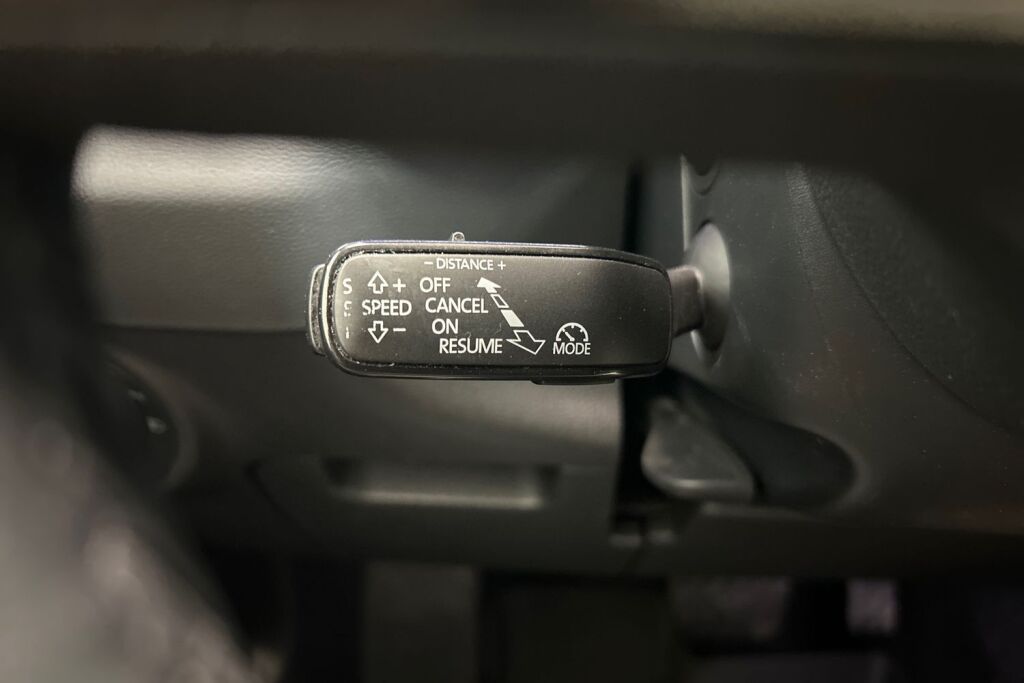 − DISTANCE +
+ OFF
SPEED CANCEL
− ON
RESUME
MODE